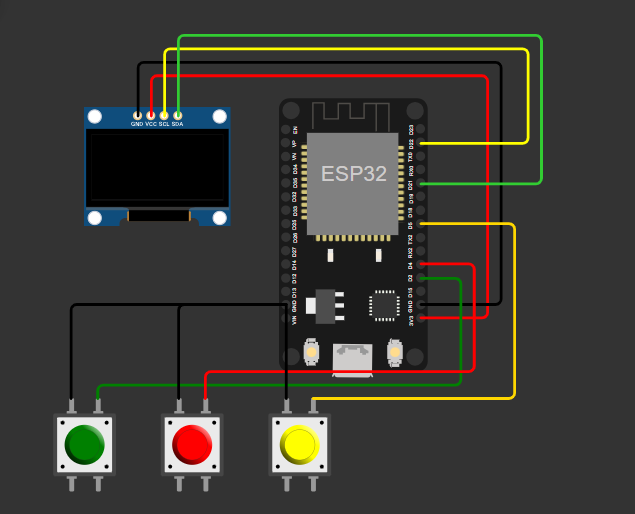 GND VCC SCL SDA
ESP32
EN
VP
VN
D34
D35
D32
D33
D25
D26
D27
D14
D12
D13
GND
VIN
D23
D22
TX0
RX0
D21
D19
D18
D5
TX2
RX2
D4
D2
D15
GND
3V3